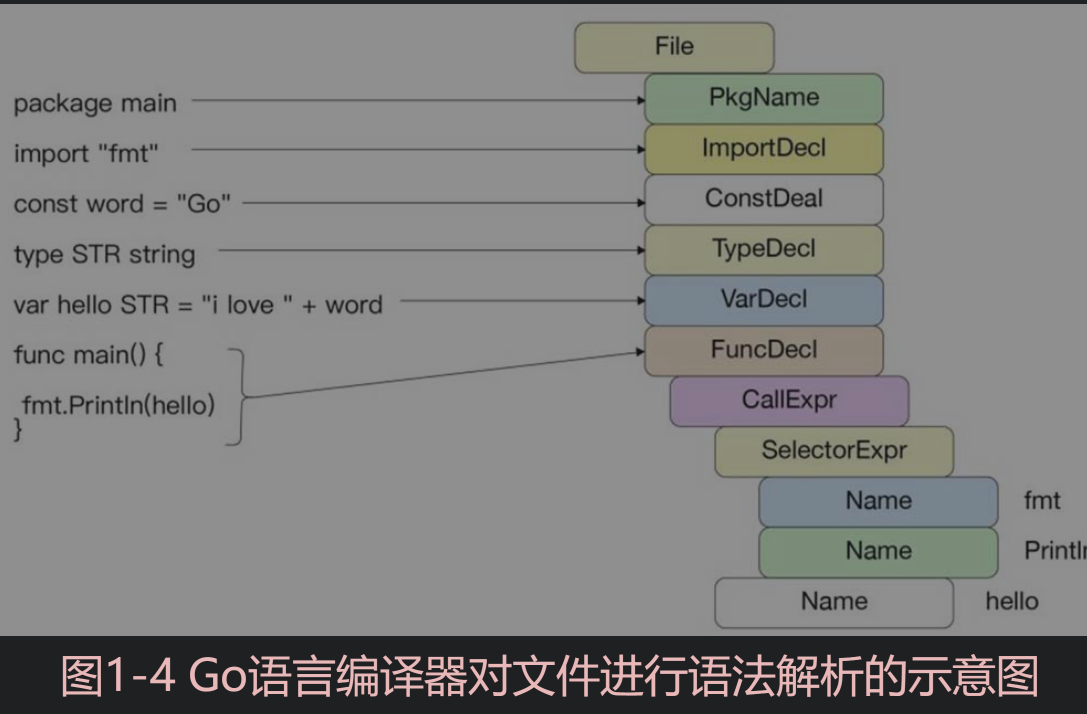 File
package main
PkgName
import "fmt"
ImportDecl
const word = "Go"
ConstDeal
type STR string
TypeDecl
var hello STR = "i love " + word
VarDecl
func main() {
FuncDecl
fmt.Println(hello)
CallExpr
}
SelectorExpr
Name fmt
Name Println
Name hello
图1-4 Go语言编译器对文件进行语法解析的示意图